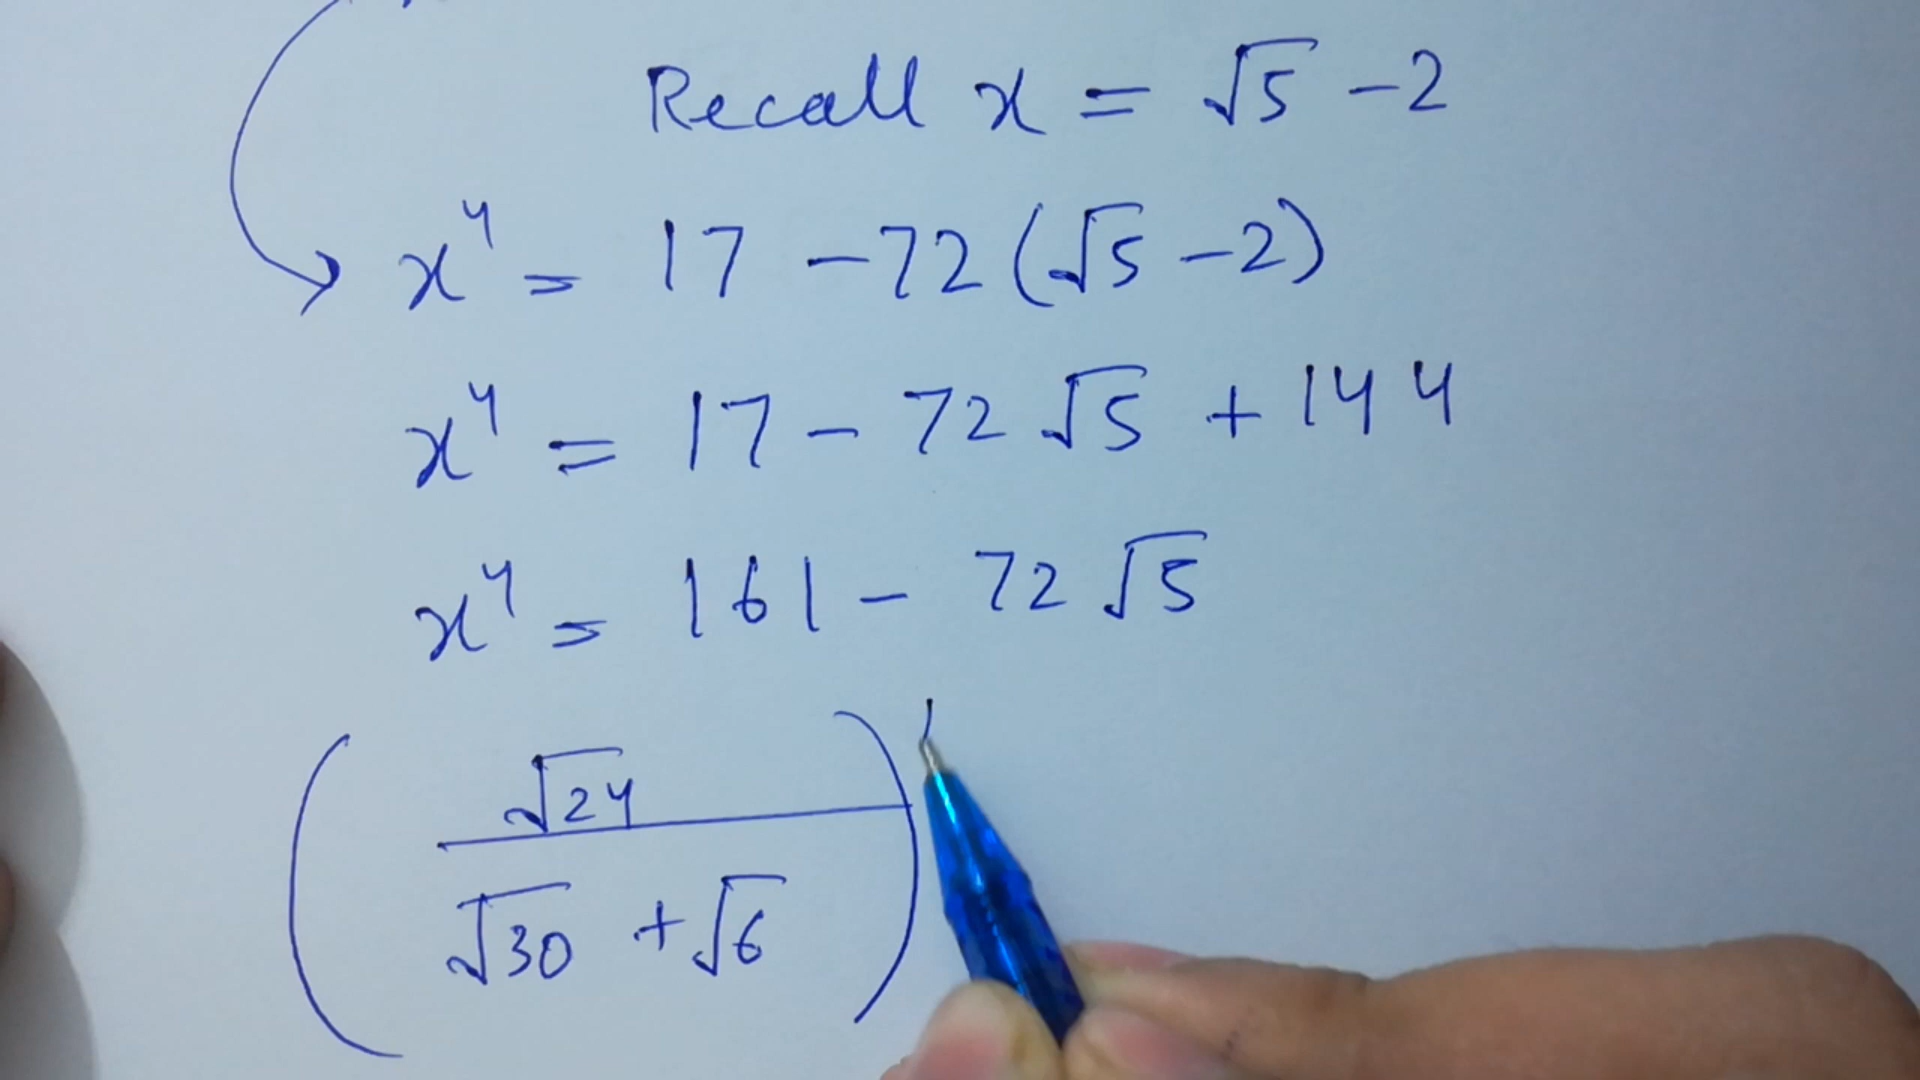 Recall x = √5 - 2
x⁴ = 17 - 72(√5 - 2)
x⁴ = 17 - 72√5 + 144
x⁴ = 161 - 72√5
(√24 / (√30 + √6))